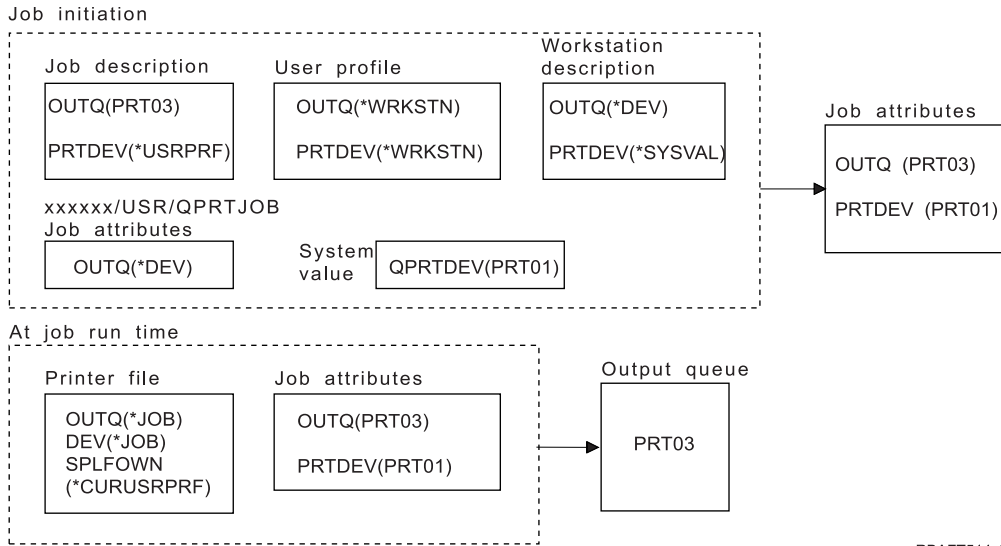 Job initiation
Job description
OUTQ(PRT03)
PRTDEV(*USRPRF)
User profile
OUTQ(*WRKSTN)
PRTDEV(*WRKSTN)
Workstation
description
OUTQ(*DEV)
PRTDEV(*SYSVAL)
Job attributes
OUTQ (PRT03)
PRTDEV (PRT01)
xxxxxx/USR/QPRTJOB
Job attributes
OUTQ(*DEV)
System
value
QPRTDEV(PRT01)
At job run time
Printer file
OUTQ(*JOB)
DEV(*JOB)
SPLFOWN
(*CURUSRPRF)
Job attributes
OUTQ(PRT03)
PRTDEV(PRT01)
Output queue
PRT03